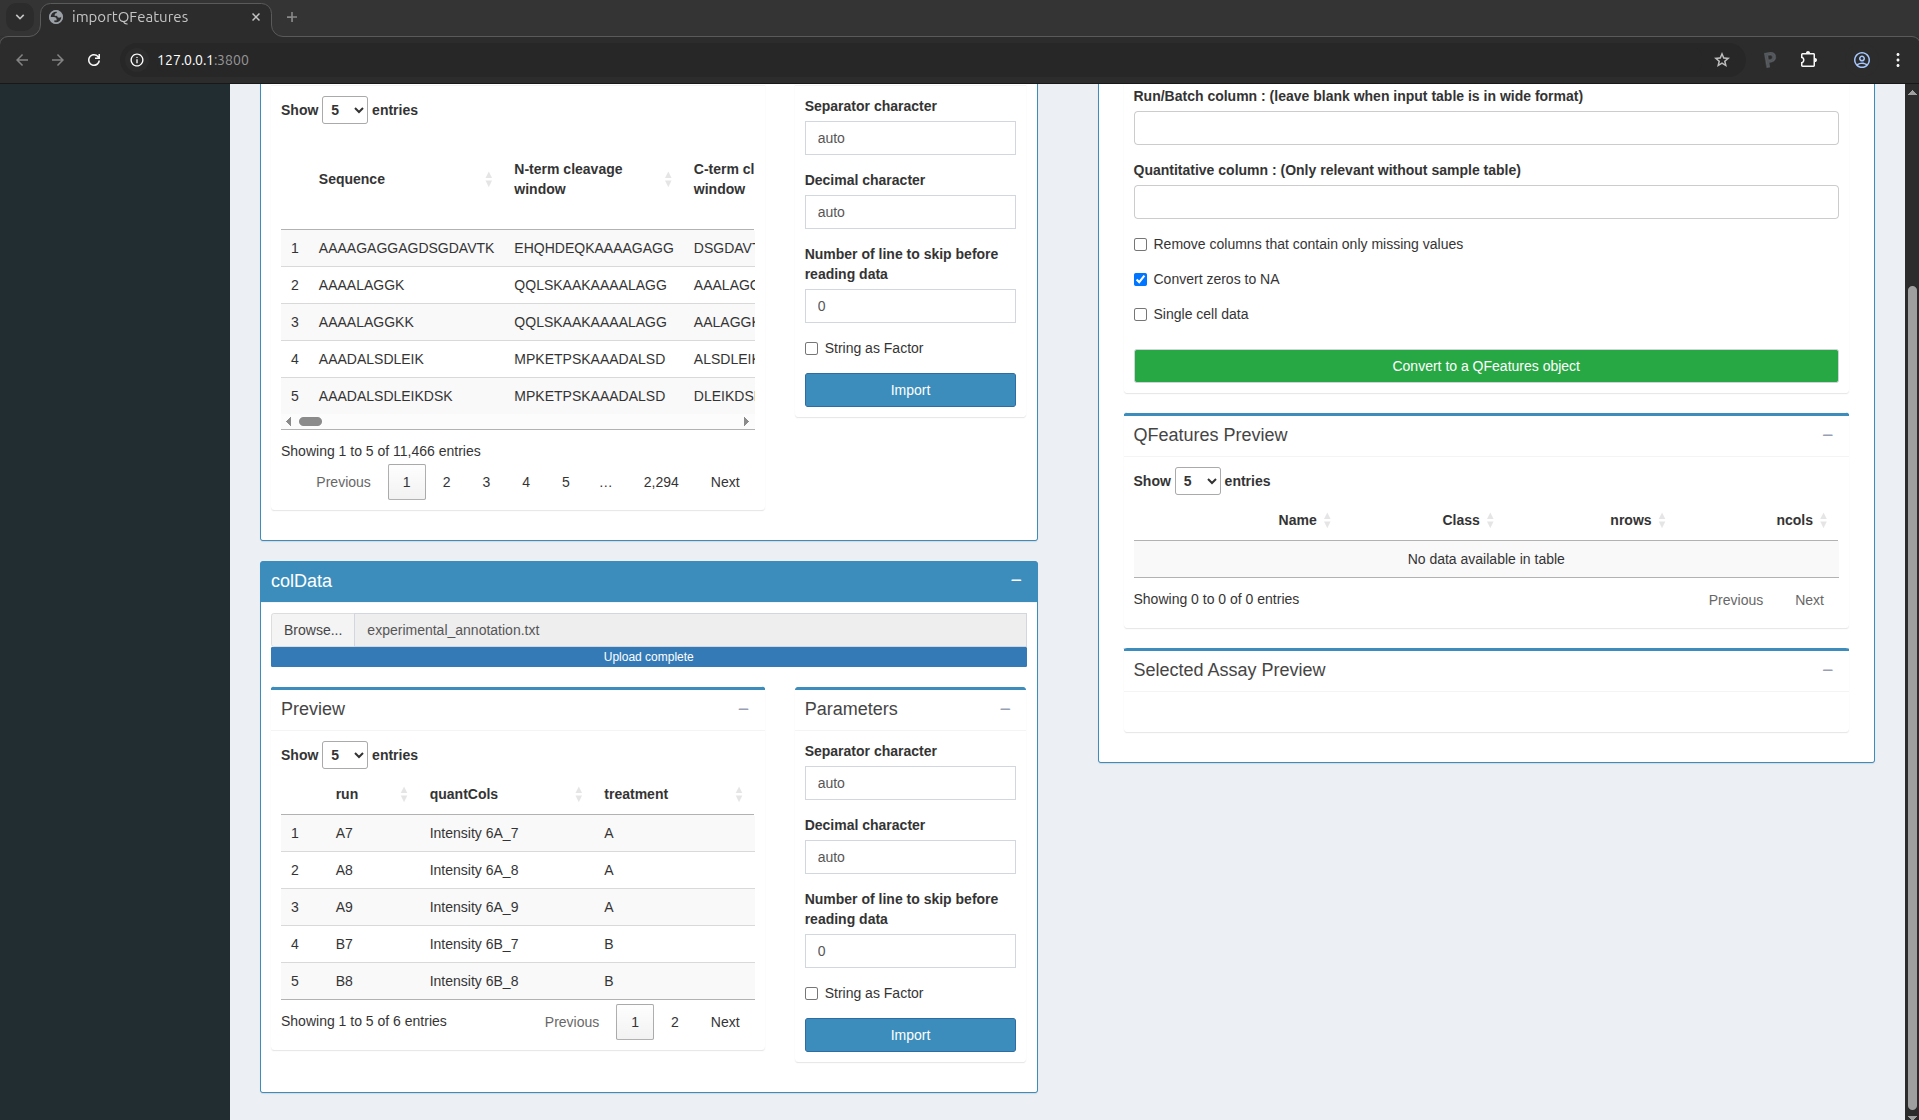 importQFeatures
127.0.0.1:3800
Show 5 entries
Sequence N-term cleavage window C-term cl window
1 AAAAGAGGAGDSGDAVTK EHQHDEQKAAAAGAGG DSGDAV
2 AAAALAGGK QQLSKAAKAAAALAGG AAALAGG
3 AAAALAGGKK QQLSKAAKAAAALAGG AALAGGK
4 AAADALSDLEIK MPKETPSKAAADALSD ALSDLEIK
5 AAADALSDLEIKDSK MPKETPSKAAADALSD DLEIKDS
Showing 1 to 5 of 11,466 entries
Previous 1 2 3 4 5 … 2,294 Next
Separator character
auto
Decimal character
auto
Number of line to skip before
reading data
0
String as Factor
Import
colData
Browse... experimental_annotation.txt
Upload complete
Preview
Show 5 entries
run quantCols treatment
1 A7 Intensity 6A_7 A
2 A8 Intensity 6A_8 A
3 A9 Intensity 6A_9 A
4 B7 Intensity 6B_7 B
5 B8 Intensity 6B_8 B
Showing 1 to 5 of 6 entries
Previous 1 2 Next
Parameters
Separator character
auto
Decimal character
auto
Number of line to skip before
reading data
0
String as Factor
Import
Run/Batch column : (leave blank when input table is in wide format)
Quantitative column : (Only relevant without sample table)
Remove columns that contain only missing values
Convert zeros to NA
Single cell data
Convert to a QFeatures object
QFeatures Preview
Show 5 entries
Name Class nrows ncols
No data available in table
Showing 0 to 0 of 0 entries
Previous Next
Selected Assay Preview